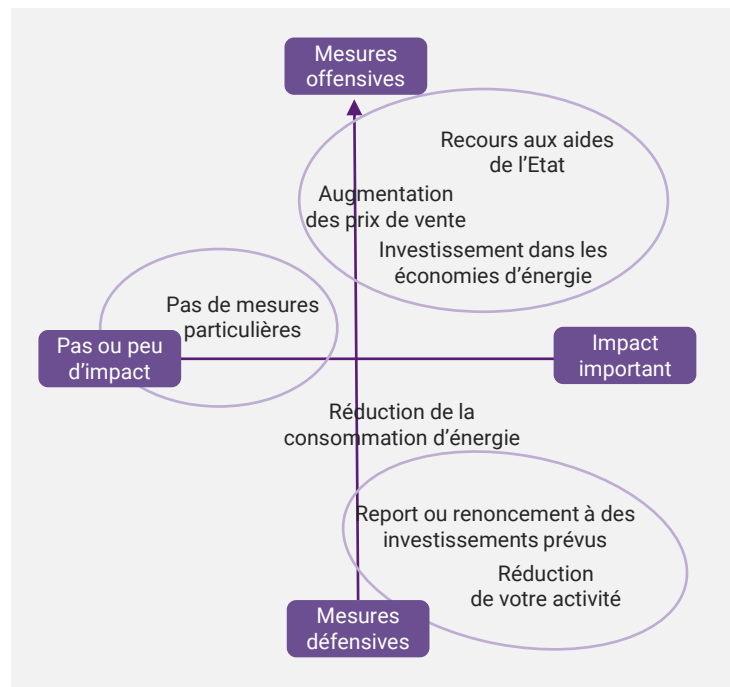 Mesures
offensives
Recours aux aides
de l'Etat
Augmentation
des prix de vente
Investissement dans les
économies d'énergie
Pas de mesures
particulières
Pas ou peu
d'impact
Impact
important
Réduction de la
consommation d'énergie
Report ou renoncement à des
investissements prévus
Réduction
de votre activité
Mesures
défensives